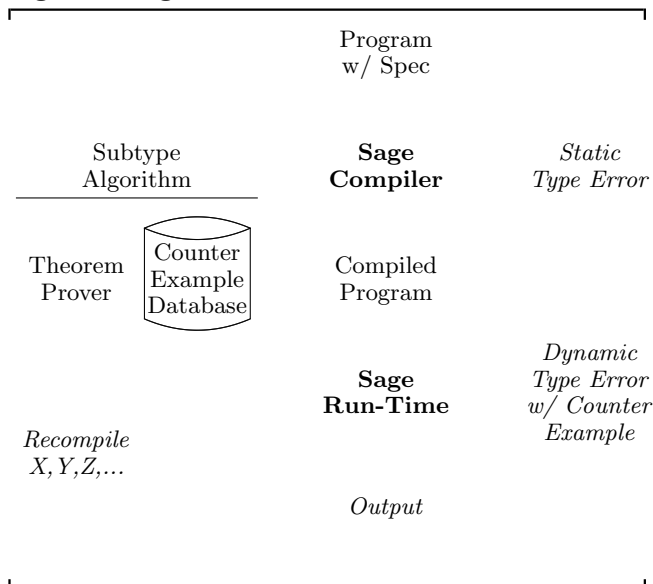 Program
w/ Spec
Subtype
Algorithm
Sage
Compiler
Static
Type Error
Theorem
Prover
Counter
Example
Database
Compiled
Program
Sage
Run-Time
Dynamic
Type Error
w/ Counter
Example
Recompile
X,Y,Z,...
Output